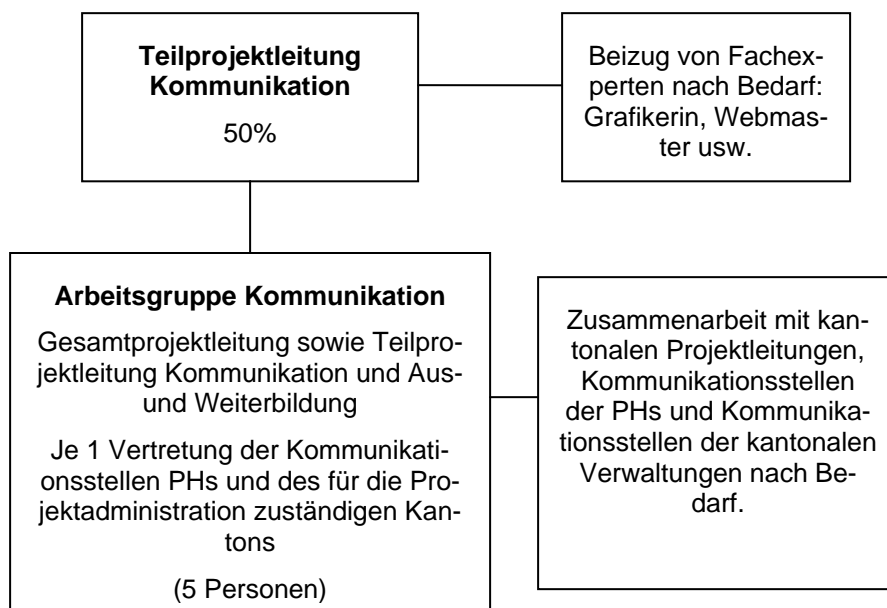 Teilprojektleitung
Kommunikation
50%
Beizug von Fachex-
perten nach Bedarf:
Grafikerin, Webmas-
ter usw.
Arbeitsgruppe Kommunikation
Gesamtprojektleitung sowie Teilpro-
jektleitung Kommunikation und Aus-
und Weiterbildung
Je 1 Vertretung der Kommunikati-
onsstellen PHs und des für die Pro-
jektadministration zuständigen Kan-
tons
(5 Personen)
Zusammenarbeit mit kan-
tonalen Projektleitungen,
Kommunikationsstellen
der PHs und Kommunika-
tionsstellen der kantonalen
Verwaltungen nach Be-
darf.